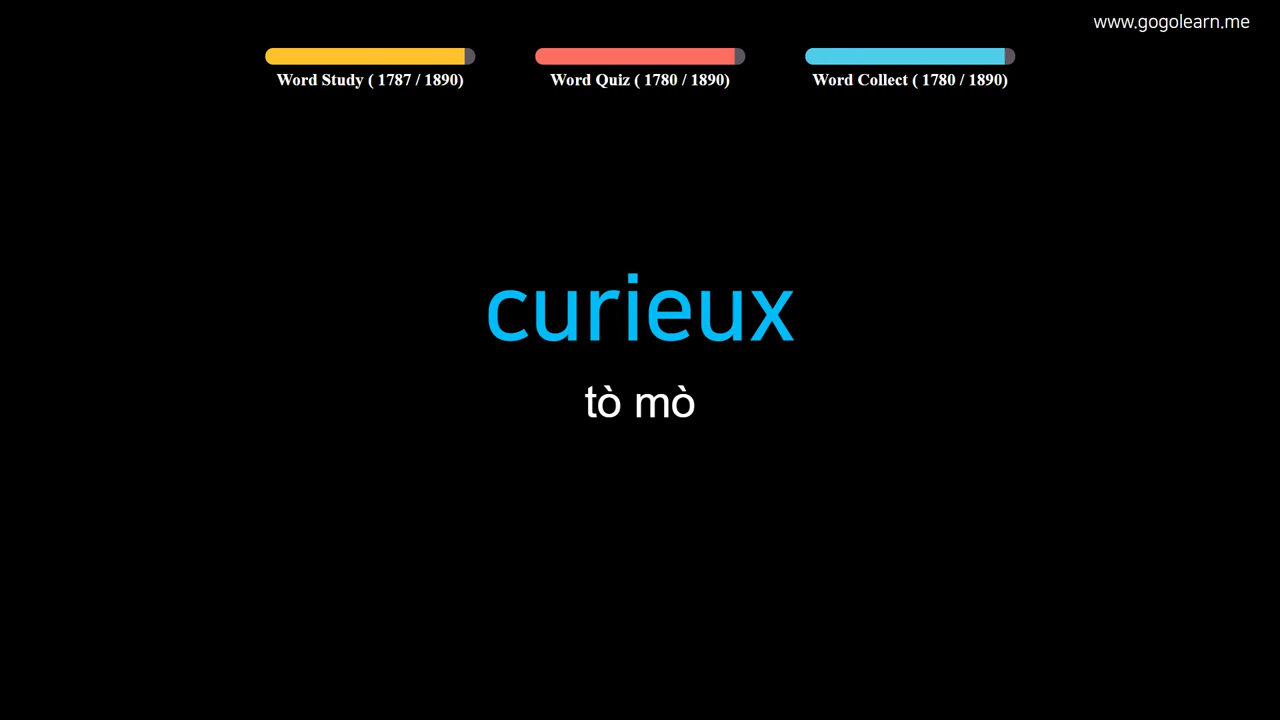 www.gogolearn.me
Word Study ( 1787 / 1890)
Word Quiz ( 1780 / 1890)
Word Collect ( 1780 / 1890)
curieux
tò mò